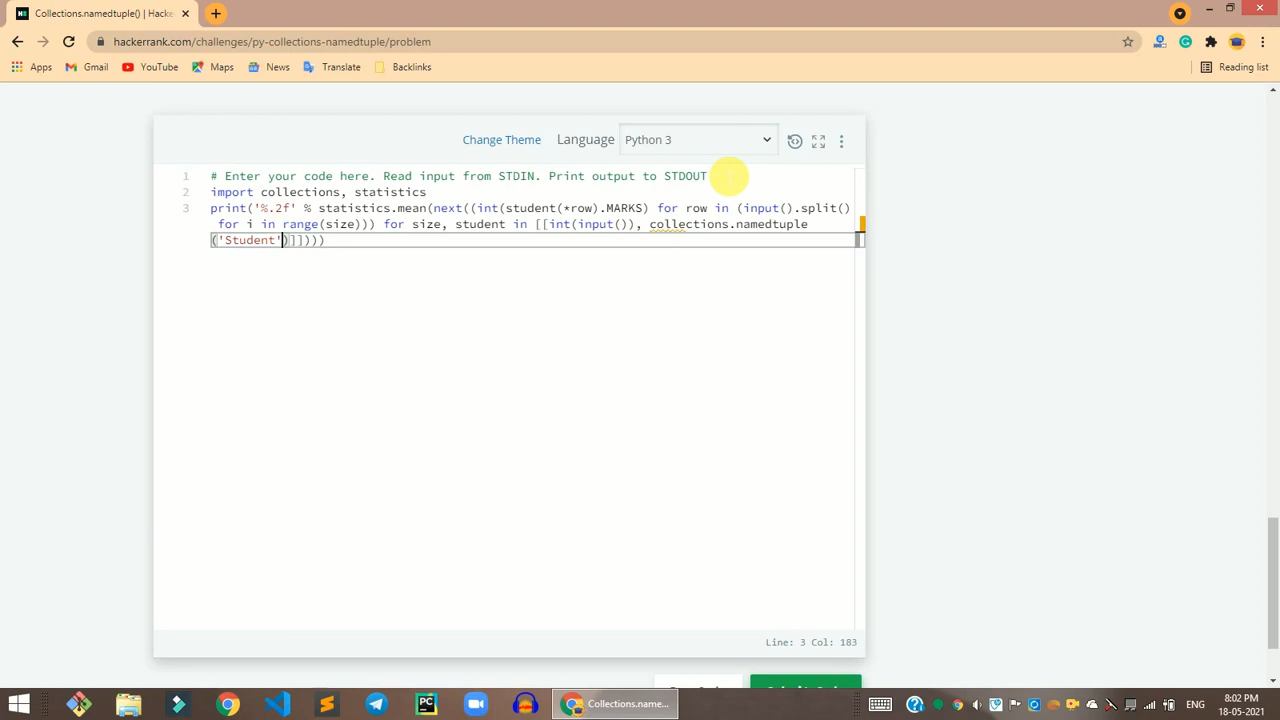 Collections.namedtuple() | Hacke
hackerrank.com/challenges/py-collections-namedtuple/problem
Apps Gmail YouTube Maps News Translate Backlinks Reading list
Change Theme Language Python 3
1 # Enter your code here. Read input from STDIN. Print output to STDOUT
2 import collections, statistics
3 print('%.2f' % statistics.mean(next((int(student(*row).MARKS) for row in (input().split()
for i in range(size))) for size, student in [[int(input()), collections.namedtuple
('Student')]])))
Line: 3 Col: 183
Collections.name...
ENG
8:02 PM
18-05-2021